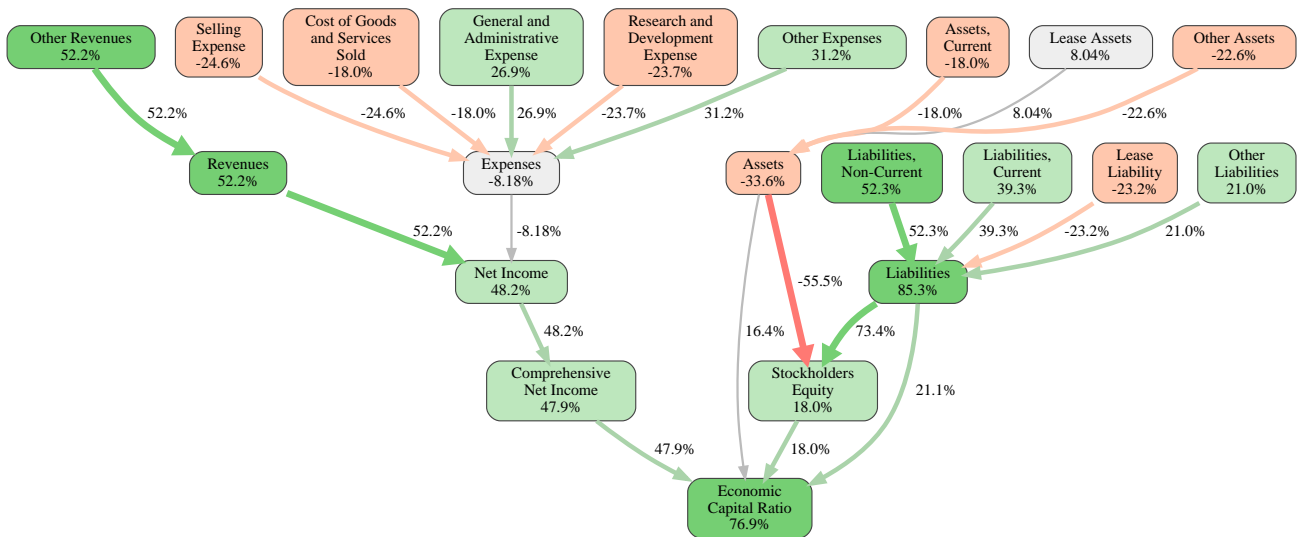 Other Revenues
52.2%
Selling
Expense
-24.6%
Cost of Goods
and Services
Sold
-18.0%
General and
Administrative
Expense
26.9%
Research and
Development
Expense
-23.7%
Other Expenses
31.2%
Assets,
Current
-18.0%
Lease Assets
8.04%
Other Assets
-22.6%
52.2%
-24.6%
-18.0%
26.9%
-23.7%
31.2%
-18.0%
8.04%
-22.6%
Revenues
52.2%
Expenses
-8.18%
Assets
-33.6%
Liabilities,
Non-Current
52.3%
Liabilities,
Current
39.3%
Lease
Liability
-23.2%
Other
Liabilities
21.0%
52.2%
-8.18%
52.3%
39.3%
-23.2%
21.0%
Net Income
48.2%
-55.5%
Liabilities
85.3%
48.2%
16.4%
73.4%
Comprehensive
Net Income
47.9%
Stockholders
Equity
18.0%
21.1%
47.9%
18.0%
Economic
Capital Ratio
76.9%